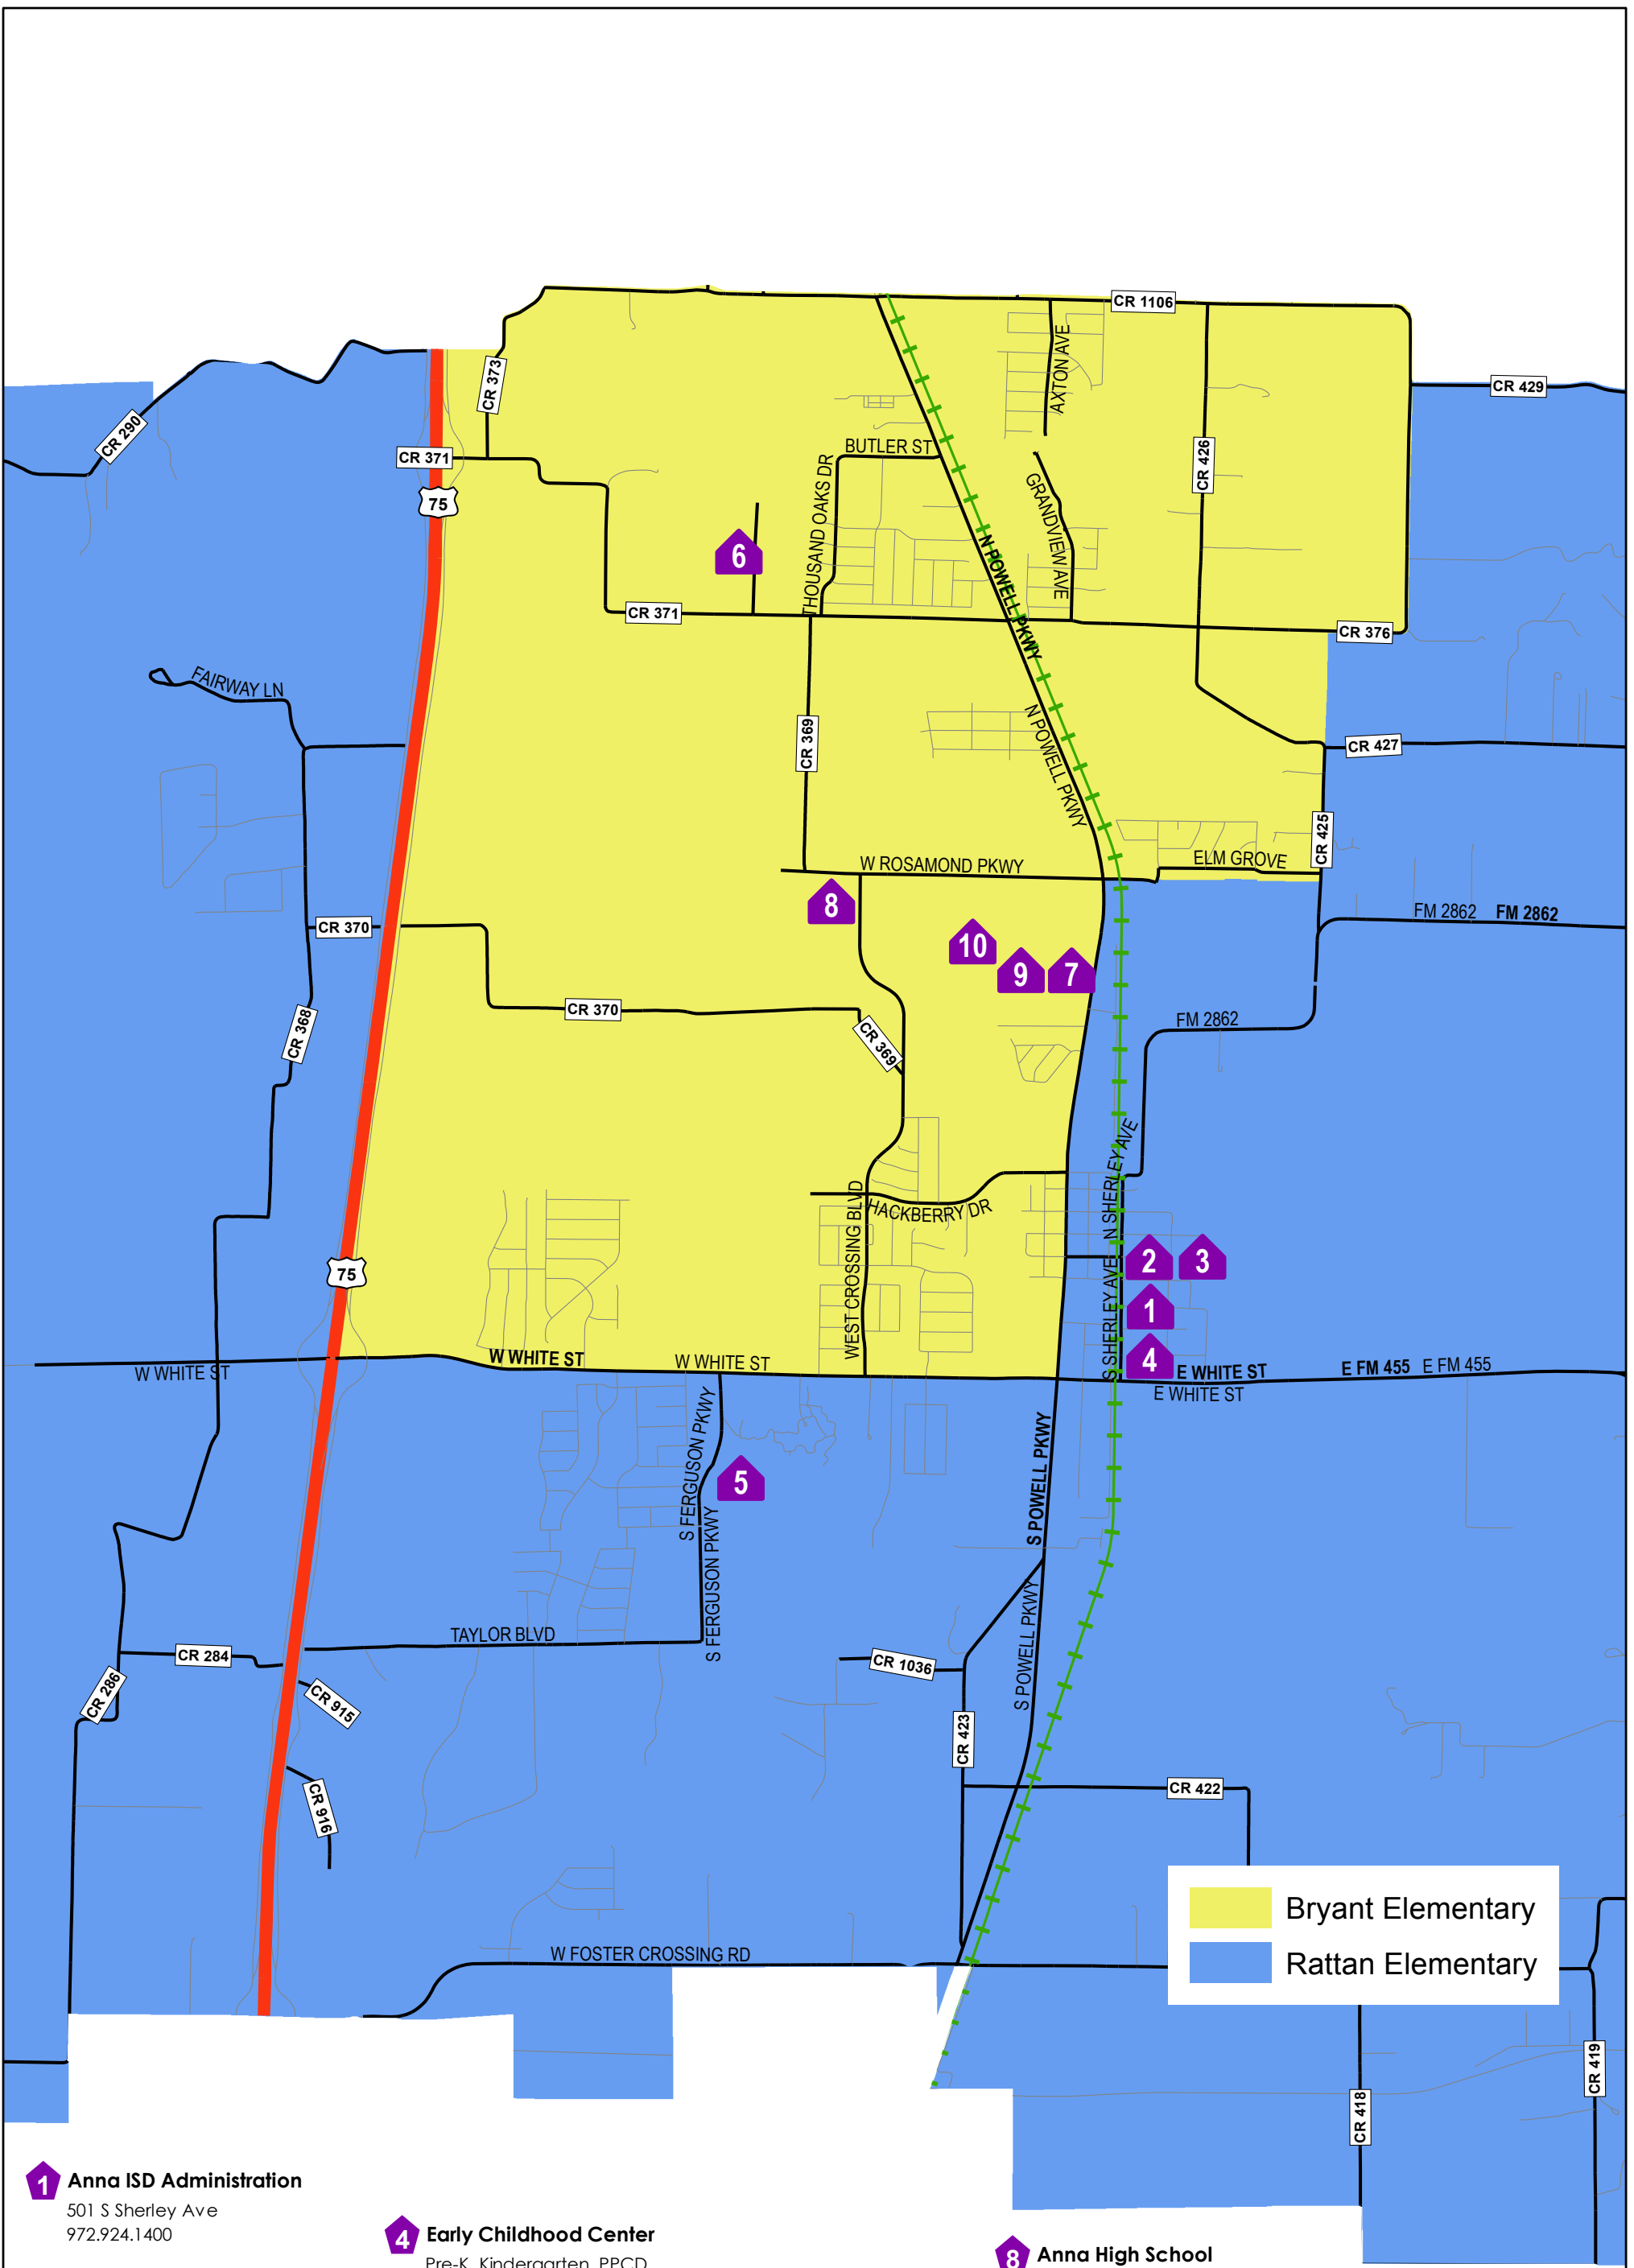 CR 1106
CR 429
CR 373
AXTON AVE
CR 290
CR 371
BUTLER ST
CR 426
75
THOUSAND OAKS DR
GRANDVIEW AVE
6
N POWELL PKWY
CR 371
CR 376
FAIRWAY LN
CR 369
N POWELL PKWY
CR 427
CR 425
W ROSAMOND PKWY
ELM GROVE
8
FM 2862
FM 2862
CR 370
10
9
7
CR 370
FM 2862
CR 368
CR 369
N SHERLEY AVE
HACKBERRY DR
WEST CROSSING BLVD
2
3
75
S SHERLEY AVE
1
4
W WHITE ST
W WHITE ST
W WHITE ST
E WHITE ST
E FM 455
E FM 455
E WHITE ST
S FERGUSON PKWY
S POWELL PKWY
5
S FERGUSON PKWY
TAYLOR BLVD
S POWELL PKWY
CR 284
CR 1036
CR 286
CR 915
CR 423
CR 916
CR 422
Bryant Elementary
W FOSTER CROSSING RD
Rattan Elementary
CR 419
CR 418
1 Anna ISD Administration
501 S Sherley Ave
972.924.1400
4 Early Childhood Center
Pre-K, Kindergarten, PPCD
8 Anna High School